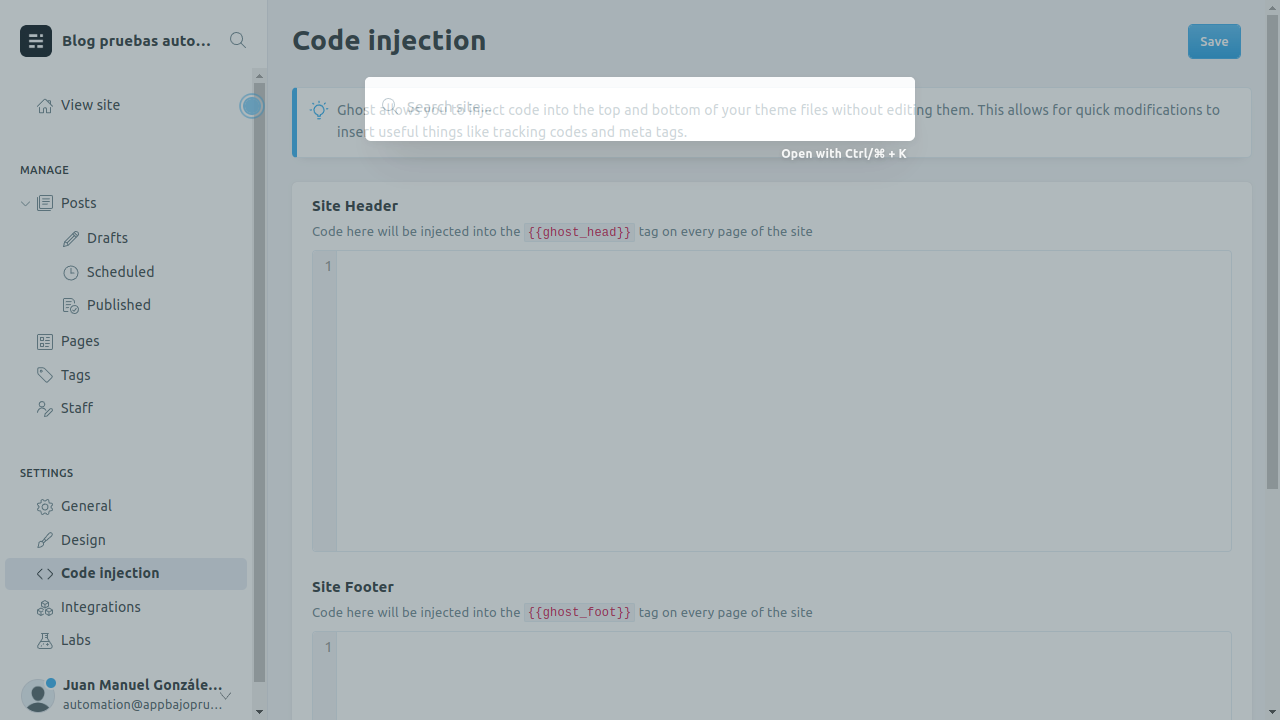 Blog pruebas auto...
View site
MANAGE
Posts
Drafts
Scheduled
Published
Pages
Tags
Staff
SETTINGS
General
Design
Code injection
Integrations
Labs
Juan Manuel Gonzále...
automation@appbajopru...
Code injection
Save
Search site...
Ghost allows you to inject code into the top and bottom of your theme files without editing them. This allows for quick modifications to
insert useful things like tracking codes and meta tags.
Open with Ctrl/⌘ + K
Site Header
Code here will be injected into the {{ghost_head}} tag on every page of the site
1
Site Footer
Code here will be injected into the {{ghost_foot}} tag on every page of the site
1